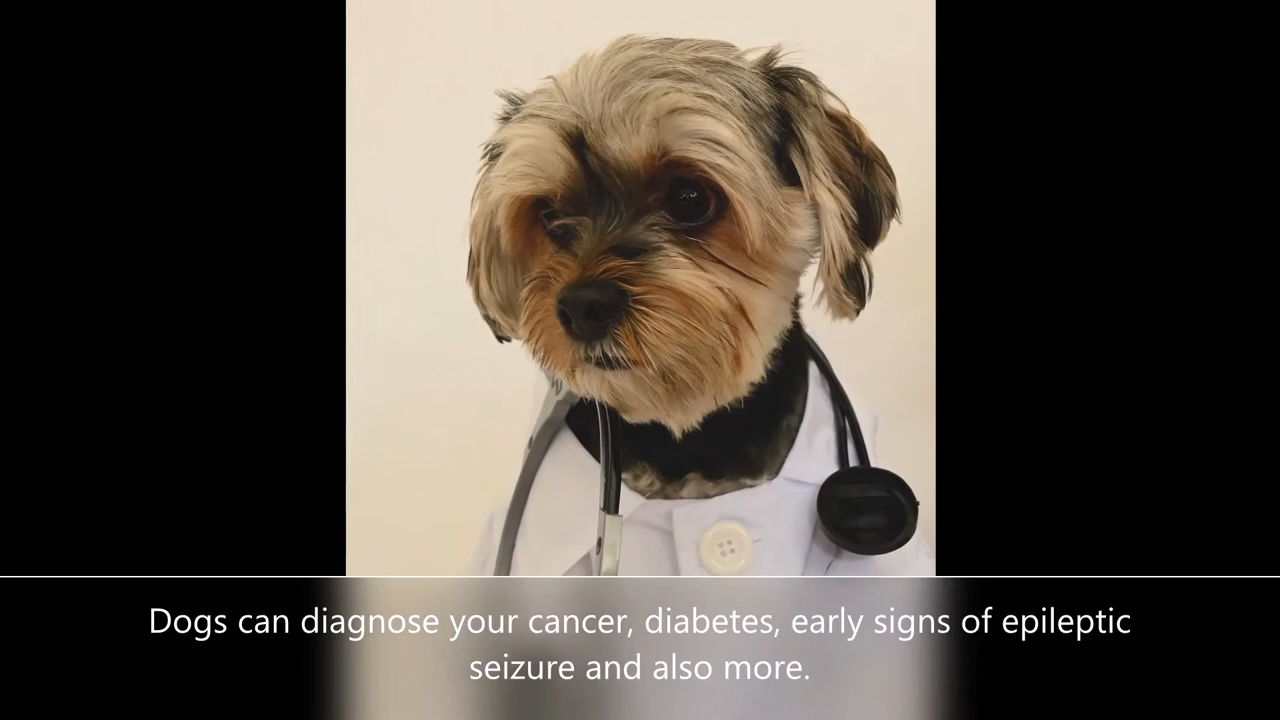 Dogs can diagnose your cancer, diabetes, early signs of epileptic
seizure and also more.